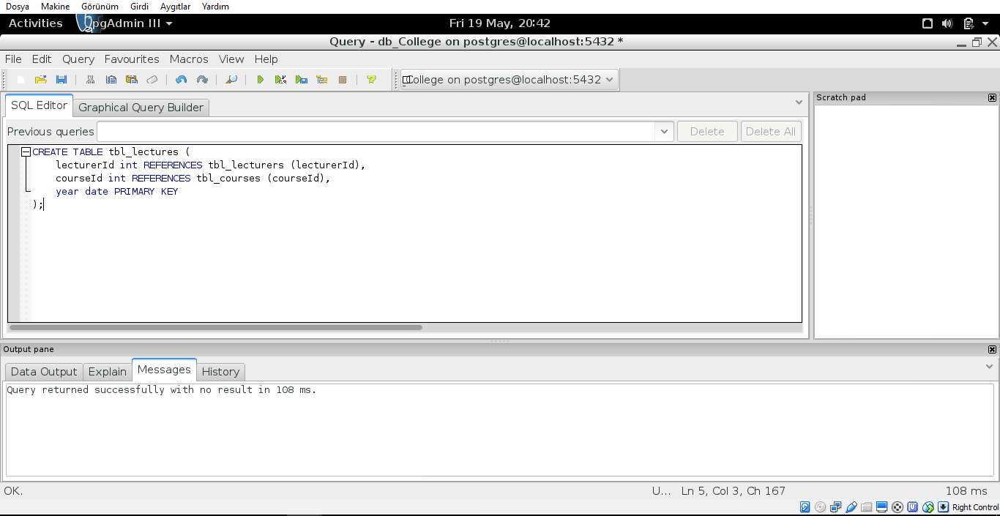 Dosya Makine Görünüm Girdi Aygıtlar Yardım
Activities pgAdmin III Fri 19 May, 20:42
Query - db_College on postgres@localhost:5432 *
File Edit Query Favourites Macros View Help
College on postgres@localhost:5432
SQL Editor Graphical Query Builder
Scratch pad
Previous queries Delete Delete All
CREATE TABLE tbl_lectures (
lecturerId int REFERENCES tbl_lecturers (lecturerId),
courseId int REFERENCES tbl_courses (courseId),
year date PRIMARY KEY
);
Output pane
Data Output Explain Messages History
Query returned successfully with no result in 108 ms.
OK. U... Ln 5, Col 3, Ch 167 108 ms
Right Control